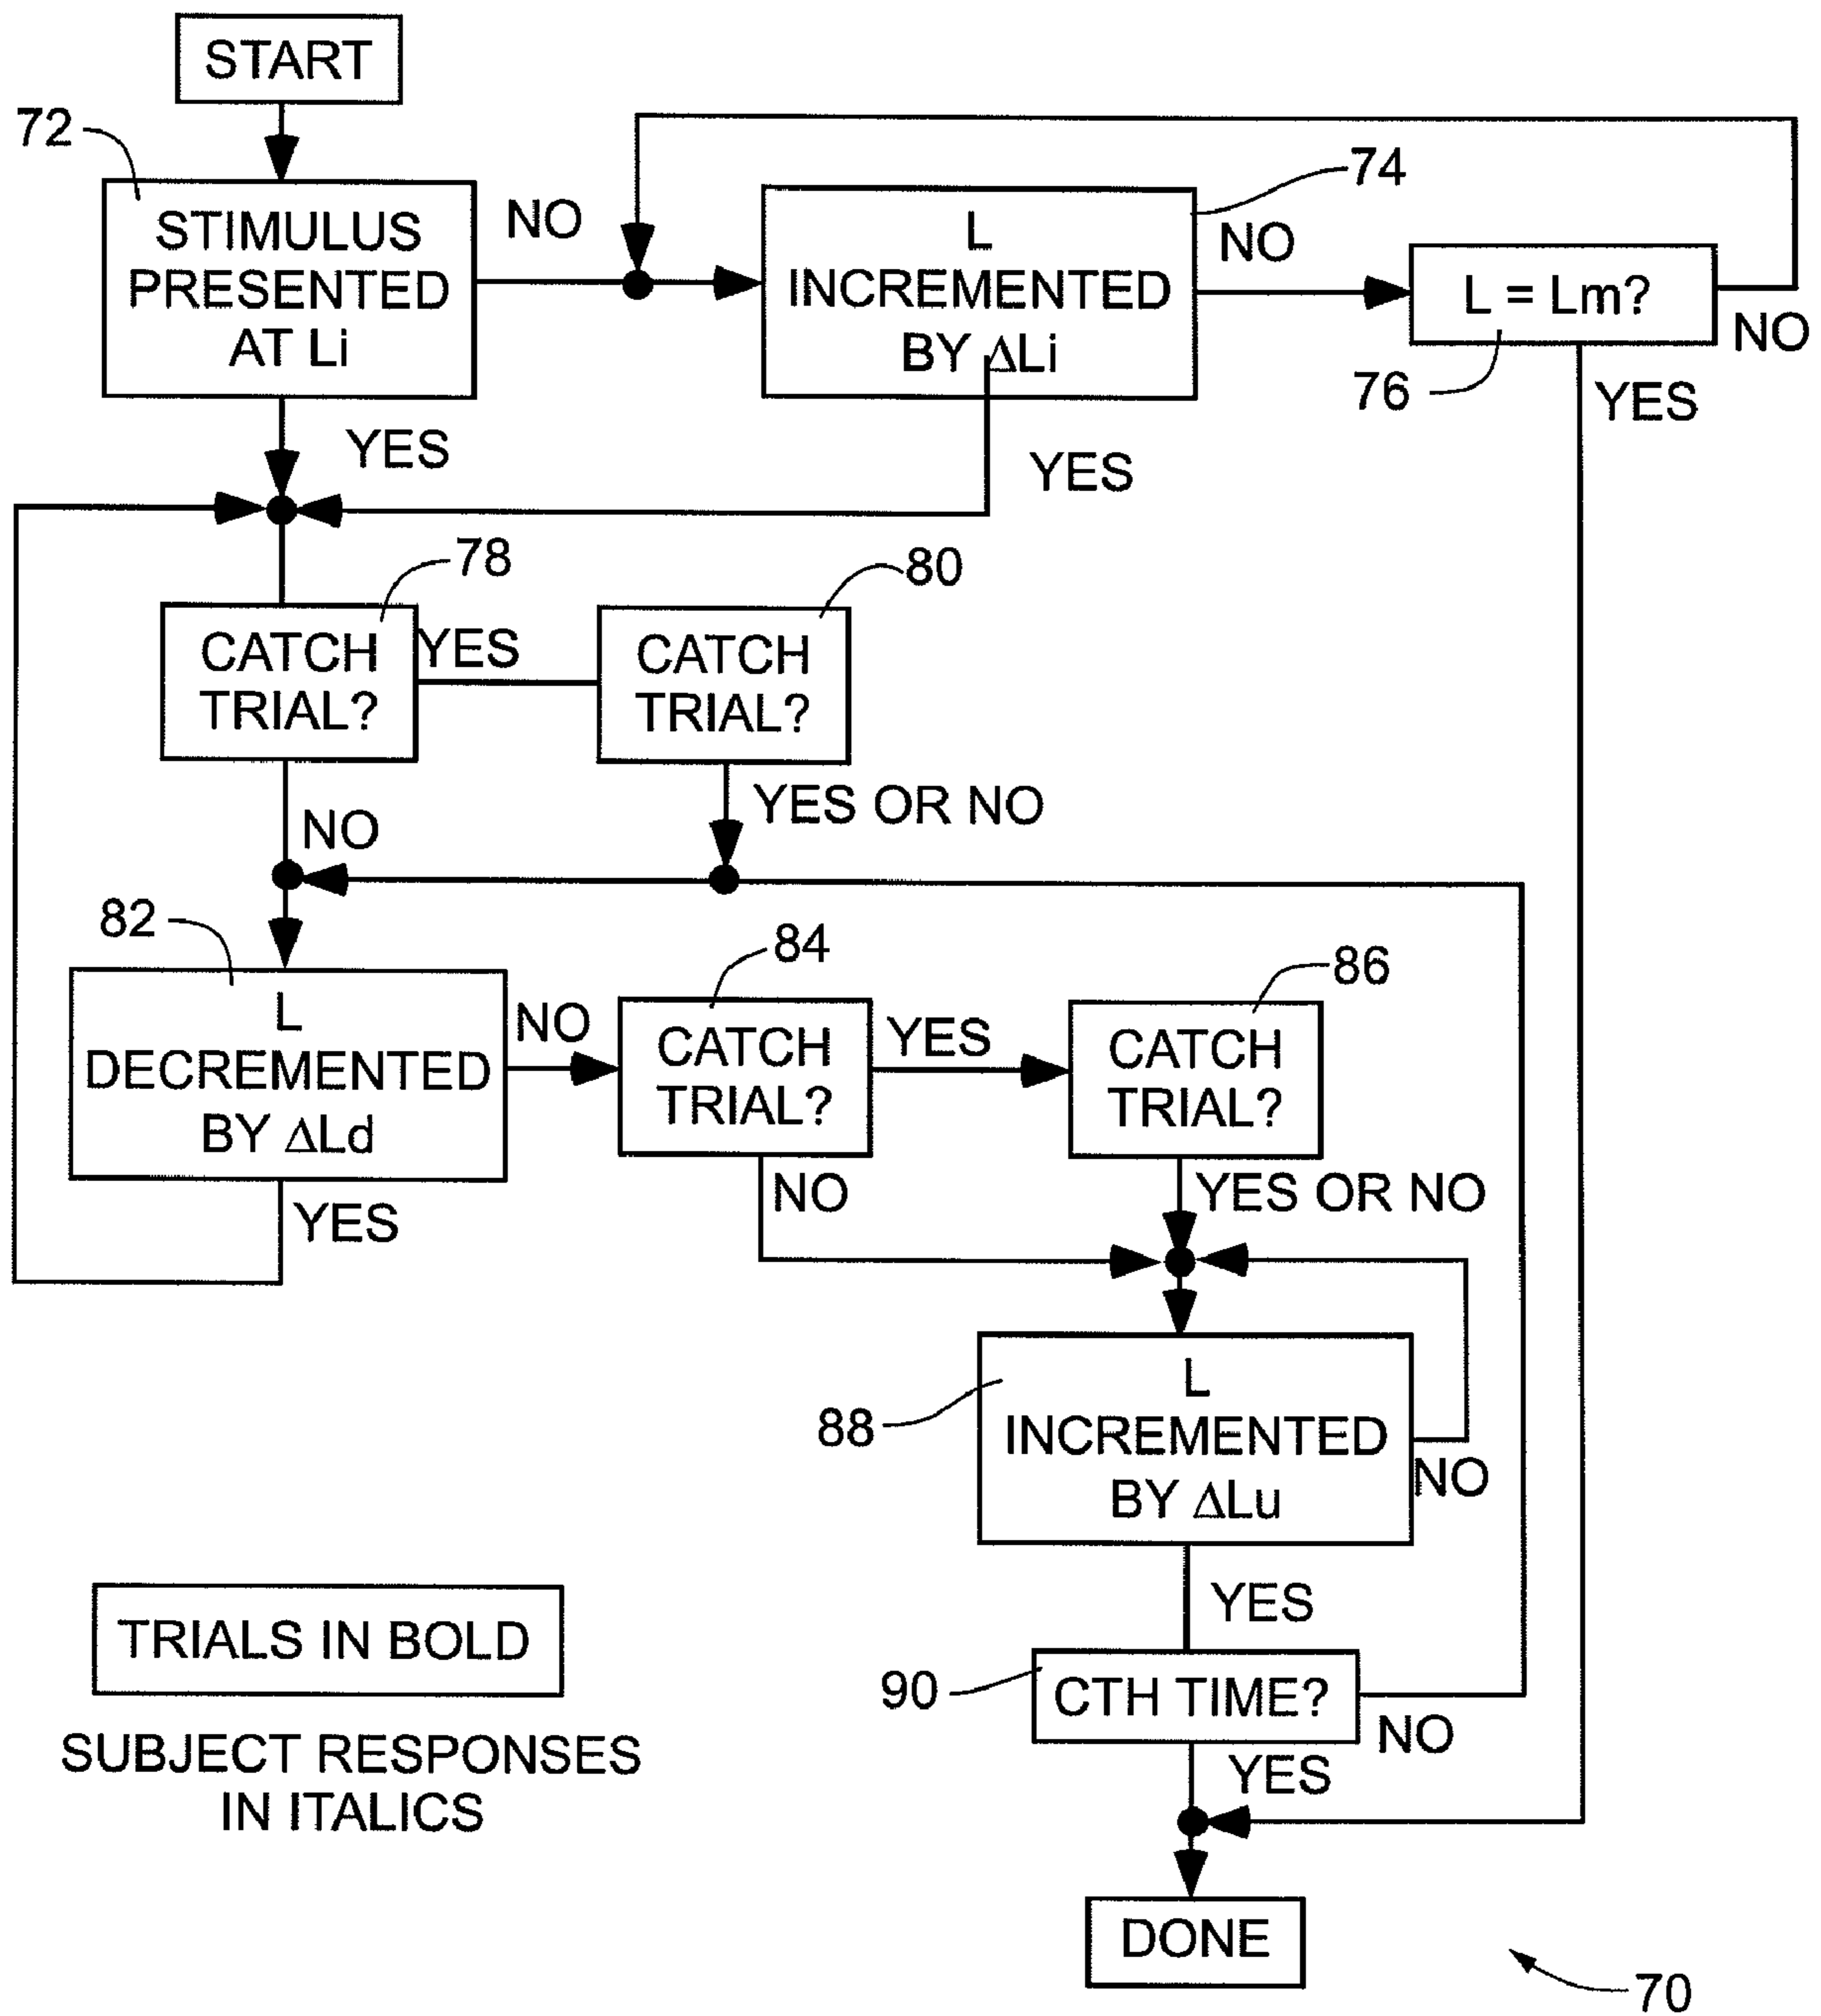 START
72
STIMULUS
PRESENTED
AT Li
NO
L
INCREMENTED
BY ΔLi
74
NO
L = Lm?
76
NO
YES
YES
YES
78
CATCH
TRIAL?
YES
80
CATCH
TRIAL?
NO
YES OR NO
82
L
DECREMENTED
BY ΔLd
NO
84
CATCH
TRIAL?
YES
86
CATCH
TRIAL?
YES
NO
YES OR NO
88
L
INCREMENTED
BY ΔLu
NO
YES
90
CTH TIME?
NO
YES
DONE
TRIALS IN BOLD
SUBJECT RESPONSES
IN ITALICS
70